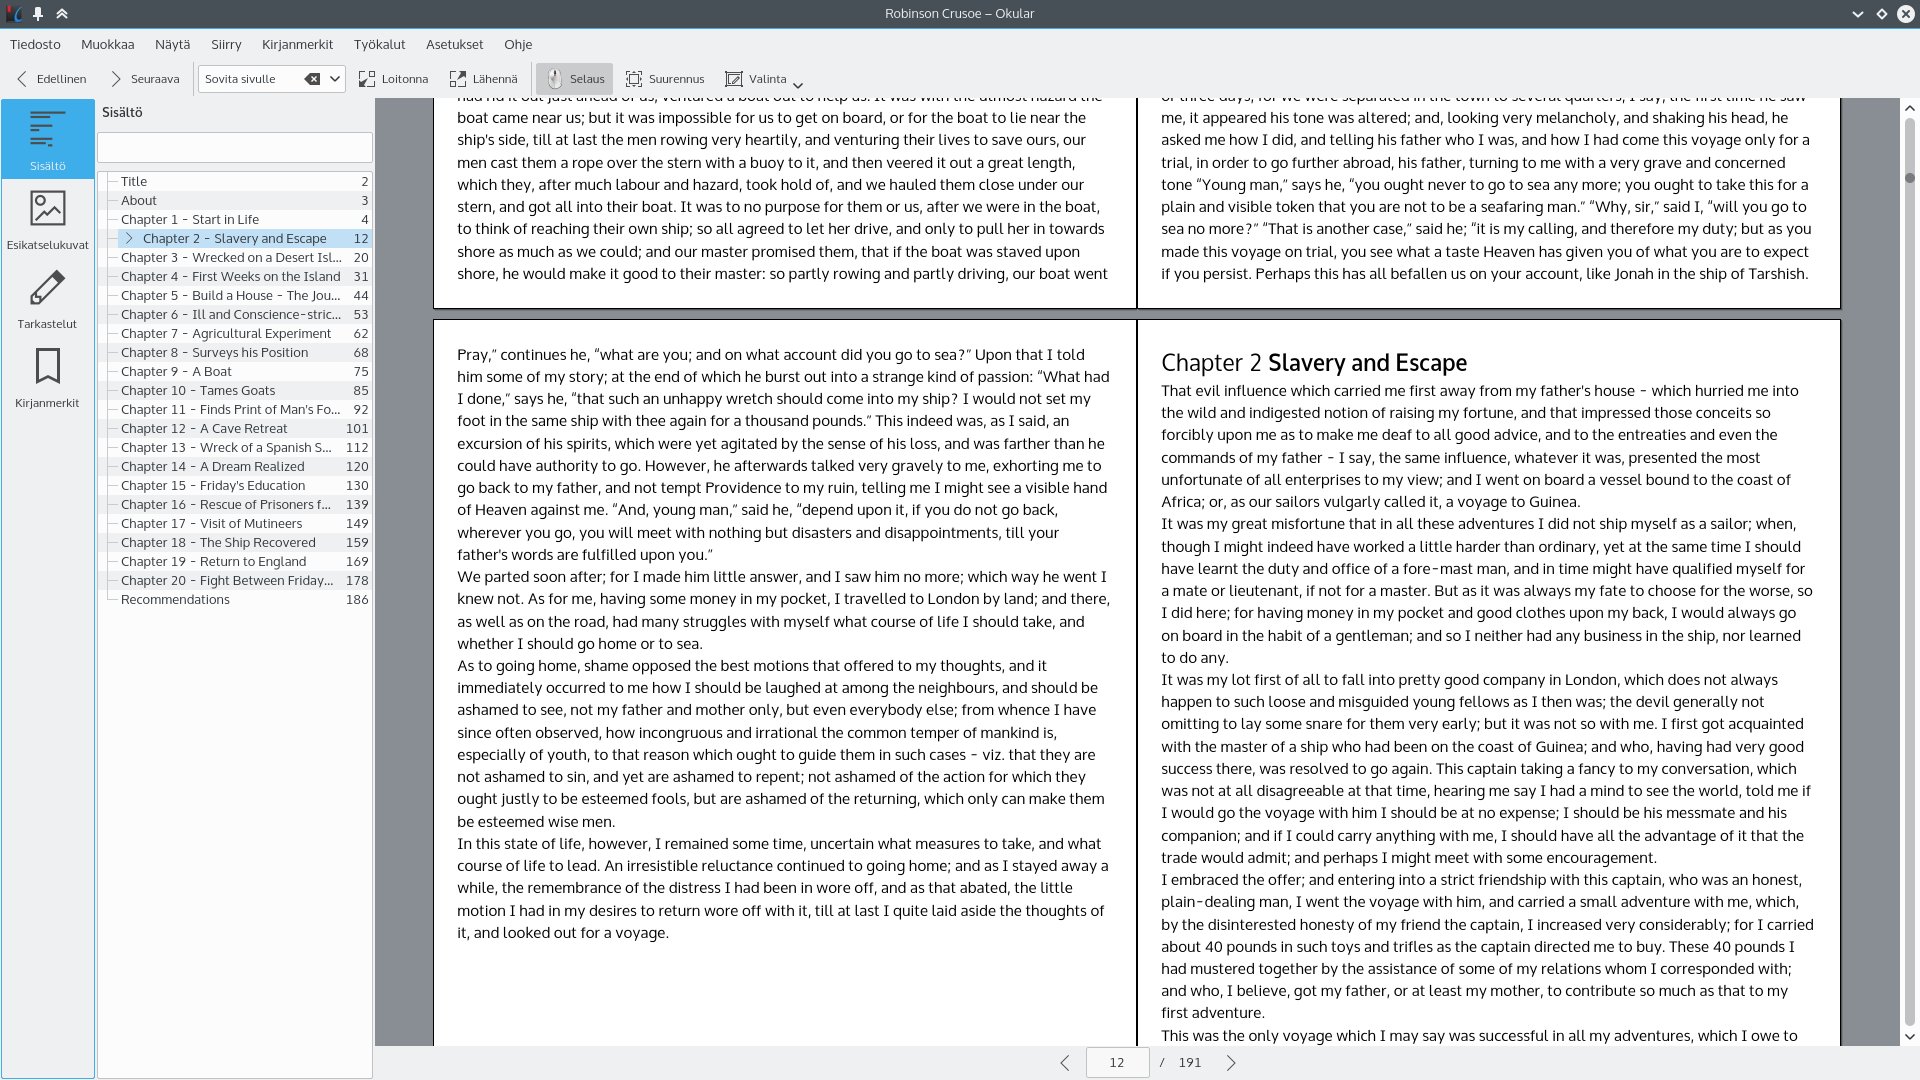 Robinson Crusoe – Okular
Tiedosto Muokkaa Näytä Siirry Kirjanmerkit Työkalut Asetukset Ohje
Edellinen Seuraava Sovita sivulle Loitonna Lähennä Selaus Suurennus Valinta
Sisältö
Esikatselukuvat
Tarkastelut
Kirjanmerkit
Sisältö
Title 2
About 3
Chapter 1 - Start in Life 4
Chapter 2 - Slavery and Escape 12
Chapter 3 - Wrecked on a Desert Isl... 20
Chapter 4 - First Weeks on the Island 31
Chapter 5 - Build a House - The Jou... 44
Chapter 6 - Ill and Conscience-stric... 53
Chapter 7 - Agricultural Experiment 62
Chapter 8 - Surveys his Position 68
Chapter 9 - A Boat 75
Chapter 10 - Tames Goats 85
Chapter 11 - Finds Print of Man's Fo... 92
Chapter 12 - A Cave Retreat 101
Chapter 13 - Wreck of a Spanish S... 112
Chapter 14 - A Dream Realized 120
Chapter 15 - Friday's Education 130
Chapter 16 - Rescue of Prisoners f... 139
Chapter 17 - Visit of Mutineers 149
Chapter 18 - The Ship Recovered 159
Chapter 19 - Return to England 169
Chapter 20 - Fight Between Friday... 178
Recommendations 186
had rid it out just ahead of us, ventured a boat out to help us. It was with the utmost hazard the
boat came near us; but it was impossible for us to get on board, or for the boat to lie near the
ship's side, till at last the men rowing very heartily, and venturing their lives to save ours, our
men cast them a rope over the stern with a buoy to it, and then veered it out a great length,
which they, after much labour and hazard, took hold of, and we hauled them close under our
stern, and got all into their boat. It was to no purpose for them or us, after we were in the boat,
to think of reaching their own ship; so all agreed to let her drive, and only to pull her in towards
shore as much as we could; and our master promised them, that if the boat was staved upon
shore, he would make it good to their master: so partly rowing and partly driving, our boat went
of three days, for we were separated in the town to several quarters; I say, the first time he saw
me, it appeared his tone was altered; and, looking very melancholy, and shaking his head, he
asked me how I did, and telling his father who I was, and how I had come this voyage only for a
trial, in order to go further abroad, his father, turning to me with a very grave and concerned
tone “Young man,” says he, “you ought never to go to sea any more; you ought to take this for a
plain and visible token that you are not to be a seafaring man.” “Why, sir,” said I, “will you go to
sea no more?” “That is another case,” said he; “it is my calling, and therefore my duty; but as you
made this voyage on trial, you see what a taste Heaven has given you of what you are to expect
if you persist. Perhaps this has all befallen us on your account, like Jonah in the ship of Tarshish.
Pray,” continues he, “what are you; and on what account did you go to sea?” Upon that I told
him some of my story; at the end of which he burst out into a strange kind of passion: “What had
I done,” says he, “that such an unhappy wretch should come into my ship? I would not set my
foot in the same ship with thee again for a thousand pounds.” This indeed was, as I said, an
excursion of his spirits, which were yet agitated by the sense of his loss, and was farther than he
could have authority to go. However, he afterwards talked very gravely to me, exhorting me to
go back to my father, and not tempt Providence to my ruin, telling me I might see a visible hand
of Heaven against me. “And, young man,” said he, “depend upon it, if you do not go back,
wherever you go, you will meet with nothing but disasters and disappointments, till your
father's words are fulfilled upon you.”
We parted soon after; for I made him little answer, and I saw him no more; which way he went I
knew not. As for me, having some money in my pocket, I travelled to London by land; and there,
as well as on the road, had many struggles with myself what course of life I should take, and
whether I should go home or to sea.
As to going home, shame opposed the best motions that offered to my thoughts, and it
immediately occurred to me how I should be laughed at among the neighbours, and should be
ashamed to see, not my father and mother only, but even everybody else; from whence I have
since often observed, how incongruous and irrational the common temper of mankind is,
especially of youth, to that reason which ought to guide them in such cases - viz. that they are
not ashamed to sin, and yet are ashamed to repent; not ashamed of the action for which they
ought justly to be esteemed fools, but are ashamed of the returning, which only can make them
be esteemed wise men.
In this state of life, however, I remained some time, uncertain what measures to take, and what
course of life to lead. An irresistible reluctance continued to going home; and as I stayed away a
while, the remembrance of the distress I had been in wore off, and as that abated, the little
motion I had in my desires to return wore off with it, till at last I quite laid aside the thoughts of
it, and looked out for a voyage.
Chapter 2 Slavery and Escape
That evil influence which carried me first away from my father's house - which hurried me into
the wild and indigested notion of raising my fortune, and that impressed those conceits so
forcibly upon me as to make me deaf to all good advice, and to the entreaties and even the
commands of my father - I say, the same influence, whatever it was, presented the most
unfortunate of all enterprises to my view; and I went on board a vessel bound to the coast of
Africa; or, as our sailors vulgarly called it, a voyage to Guinea.
It was my great misfortune that in all these adventures I did not ship myself as a sailor; when,
though I might indeed have worked a little harder than ordinary, yet at the same time I should
have learnt the duty and office of a fore-mast man, and in time might have qualified myself for
a mate or lieutenant, if not for a master. But as it was always my fate to choose for the worse, so
I did here; for having money in my pocket and good clothes upon my back, I would always go
on board in the habit of a gentleman; and so I neither had any business in the ship, nor learned
to do any.
It was my lot first of all to fall into pretty good company in London, which does not always
happen to such loose and misguided young fellows as I then was; the devil generally not
omitting to lay some snare for them very early; but it was not so with me. I first got acquainted
with the master of a ship who had been on the coast of Guinea; and who, having had very good
success there, was resolved to go again. This captain taking a fancy to my conversation, which
was not at all disagreeable at that time, hearing me say I had a mind to see the world, told me if
I would go the voyage with him I should be at no expense; I should be his messmate and his
companion; and if I could carry anything with me, I should have all the advantage of it that the
trade would admit; and perhaps I might meet with some encouragement.
I embraced the offer; and entering into a strict friendship with this captain, who was an honest,
plain-dealing man, I went the voyage with him, and carried a small adventure with me, which,
by the disinterested honesty of my friend the captain, I increased very considerably; for I carried
about 40 pounds in such toys and trifles as the captain directed me to buy. These 40 pounds I
had mustered together by the assistance of some of my relations whom I corresponded with;
and who, I believe, got my father, or at least my mother, to contribute so much as that to my
first adventure.
This was the only voyage which I may say was successful in all my adventures, which I owe to
12 / 191